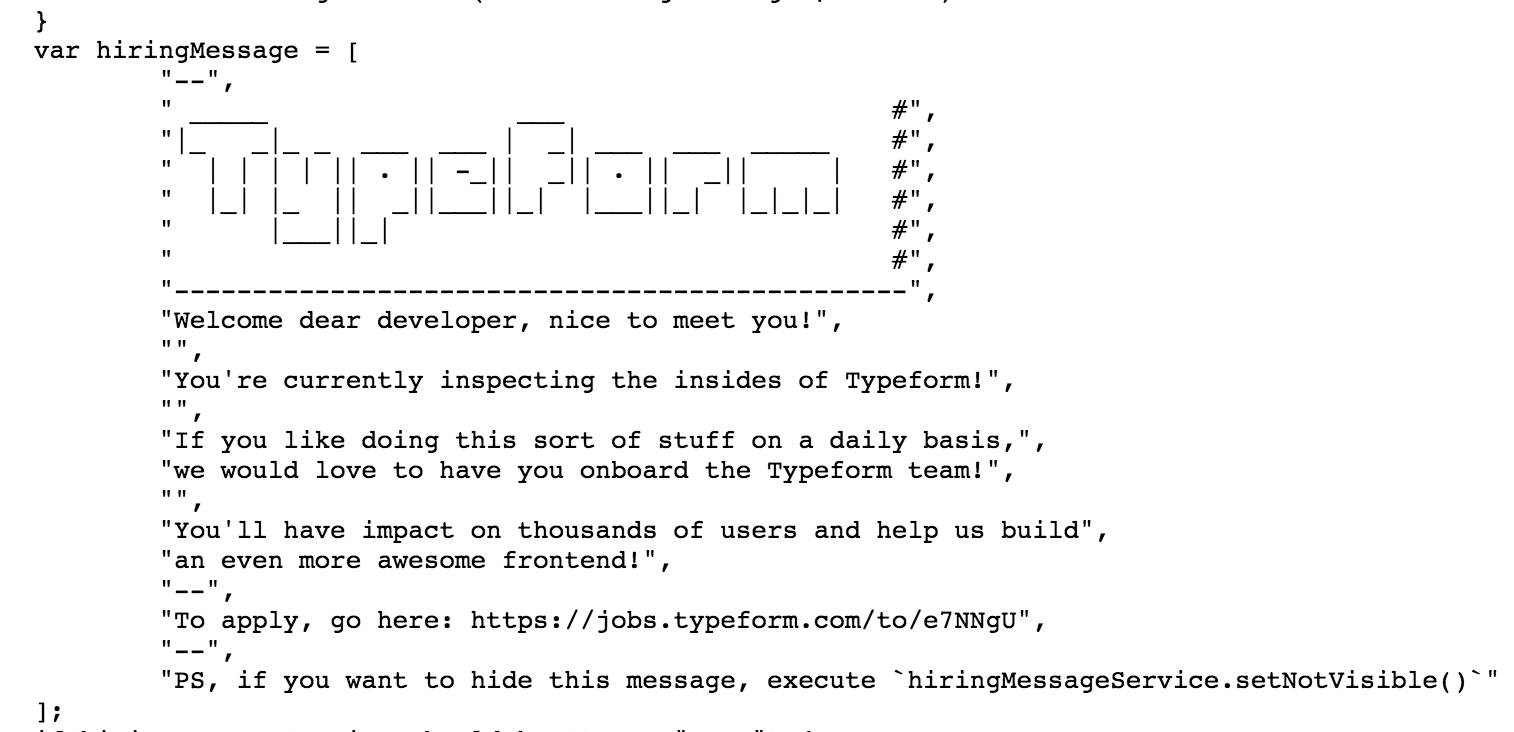 }
var hiringMessage = [
        "--",
        " _____                ___                     #",
        "|_   _|_ _  ___  ___ |  _| ___  ___  _____    #",
        "  | | | | || . || -_||  _|| . ||  _||     |   #",
        "  |_| |_  ||  _||___||_|  |___||_|  |_|_|_|   #",
        "      |___||_|                                #",
        "                                              #",
        "-----------------------------------------------",
        "Welcome dear developer, nice to meet you!",
        "",
        "You're currently inspecting the insides of Typeform!",
        "",
        "If you like doing this sort of stuff on a daily basis,",
        "we would love to have you onboard the Typeform team!",
        "",
        "You'll have impact on thousands of users and help us build",
        "an even more awesome frontend!",
        "--",
        "To apply, go here: https://jobs.typeform.com/to/e7NNgU",
        "--",
        "PS, if you want to hide this message, execute `hiringMessageService.setNotVisible()`"
];